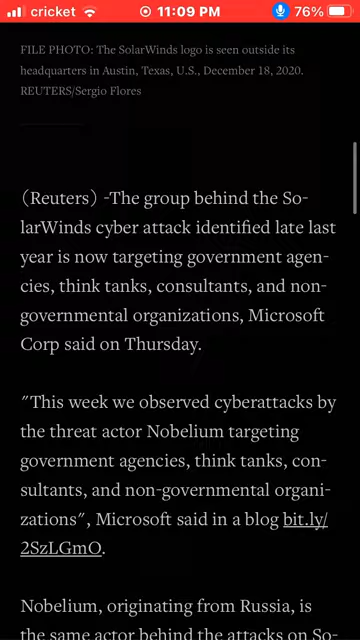 cricket 11:09 PM 76%
FILE PHOTO: The SolarWinds logo is seen outside its
headquarters in Austin, Texas, U.S., December 18, 2020.
REUTERS/Sergio Flores
(Reuters) -The group behind the So-
larWinds cyber attack identified late last
year is now targeting government agen-
cies, think tanks, consultants, and non-
governmental organizations, Microsoft
Corp said on Thursday.
"This week we observed cyberattacks by
the threat actor Nobelium targeting
government agencies, think tanks, con-
sultants, and non-governmental organi-
zations", Microsoft said in a blog bit.ly/
2SzLGmO.
Nobelium, originating from Russia, is
the same actor behind the attacks on So-